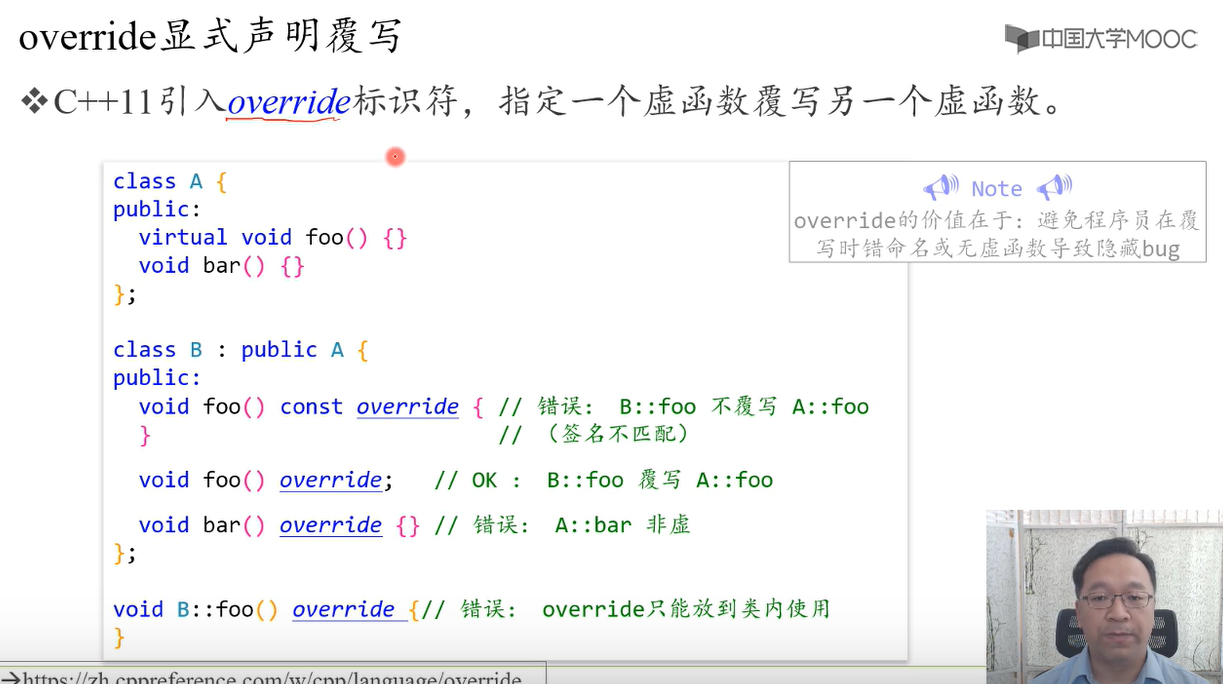 override显式声明覆写
中国大学MOOC
❖C++11引入override标识符，指定一个虚函数覆写另一个虚函数。
Note
override的价值在于：避免程序员在覆
写时错命名或无虚函数导致隐藏bug
class A {
public:
  virtual void foo() {}
  void bar() {}
};
class B : public A {
public:
  void foo() const override { // 错误： B::foo 不覆写 A::foo
  } // （签名不匹配）
  void foo() override; // OK : B::foo 覆写 A::foo
  void bar() override {} // 错误： A::bar 非虚
};
void B::foo() override {// 错误： override只能放到类内使用
}
→https://zh.cppreference.com/w/cpp/language/override